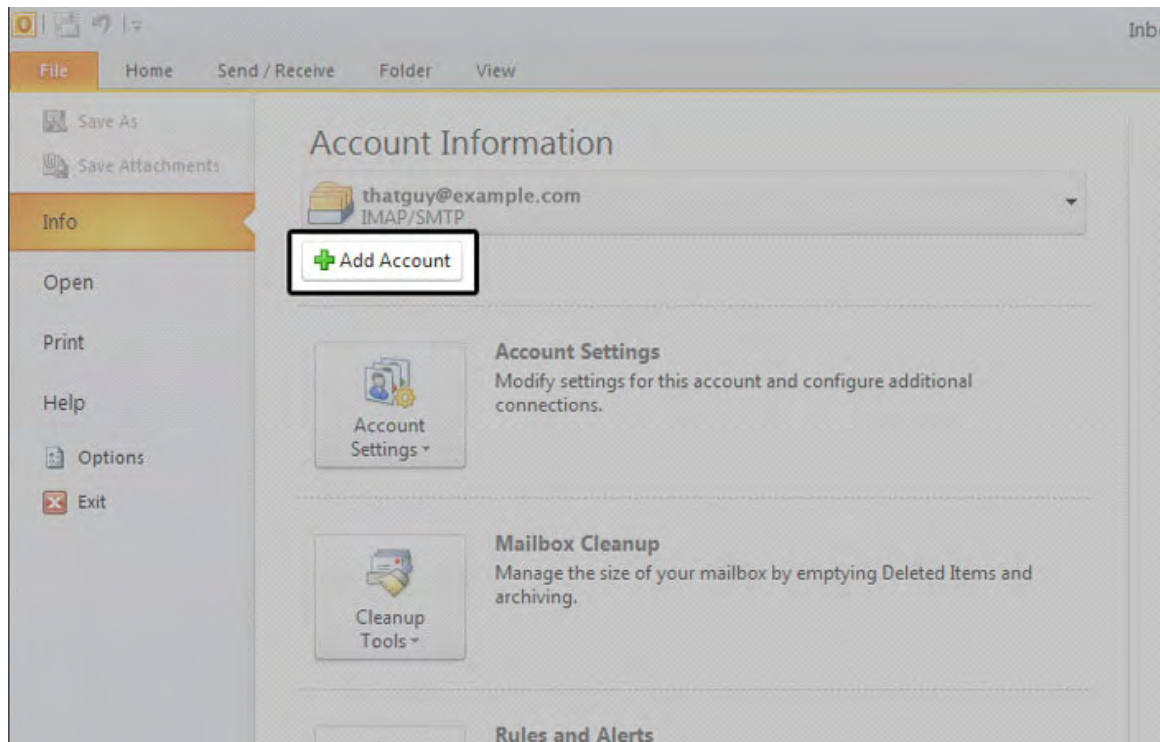 Inb
File Home Send / Receive Folder View
Save As
Save Attachments
Info
Open
Print
Help
Options
Exit
Account Information
thatguy@example.com
IMAP/SMTP
Add Account
Account Settings
Account Settings
Modify settings for this account and configure additional
connections.
Cleanup
Tools
Mailbox Cleanup
Manage the size of your mailbox by emptying Deleted Items and
archiving.
Rules and Alerts